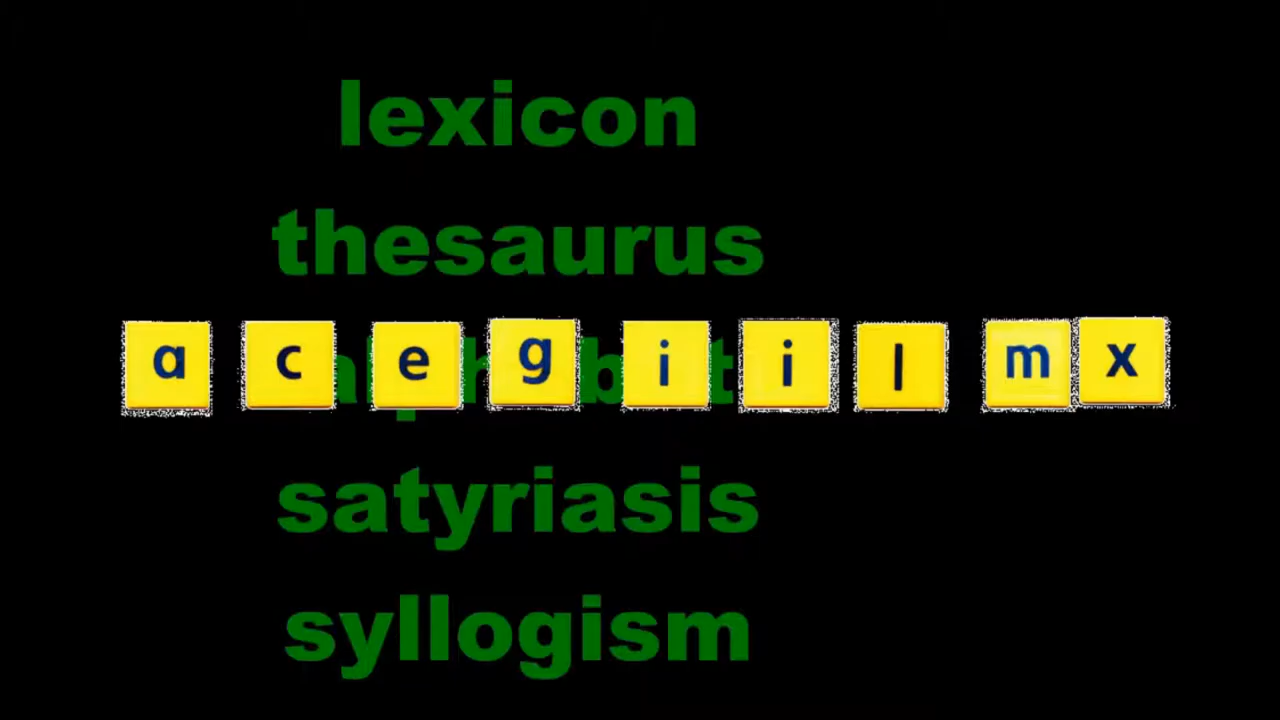 lexicon
thesaurus
a c e g i i l m x
satyriasis
syllogism